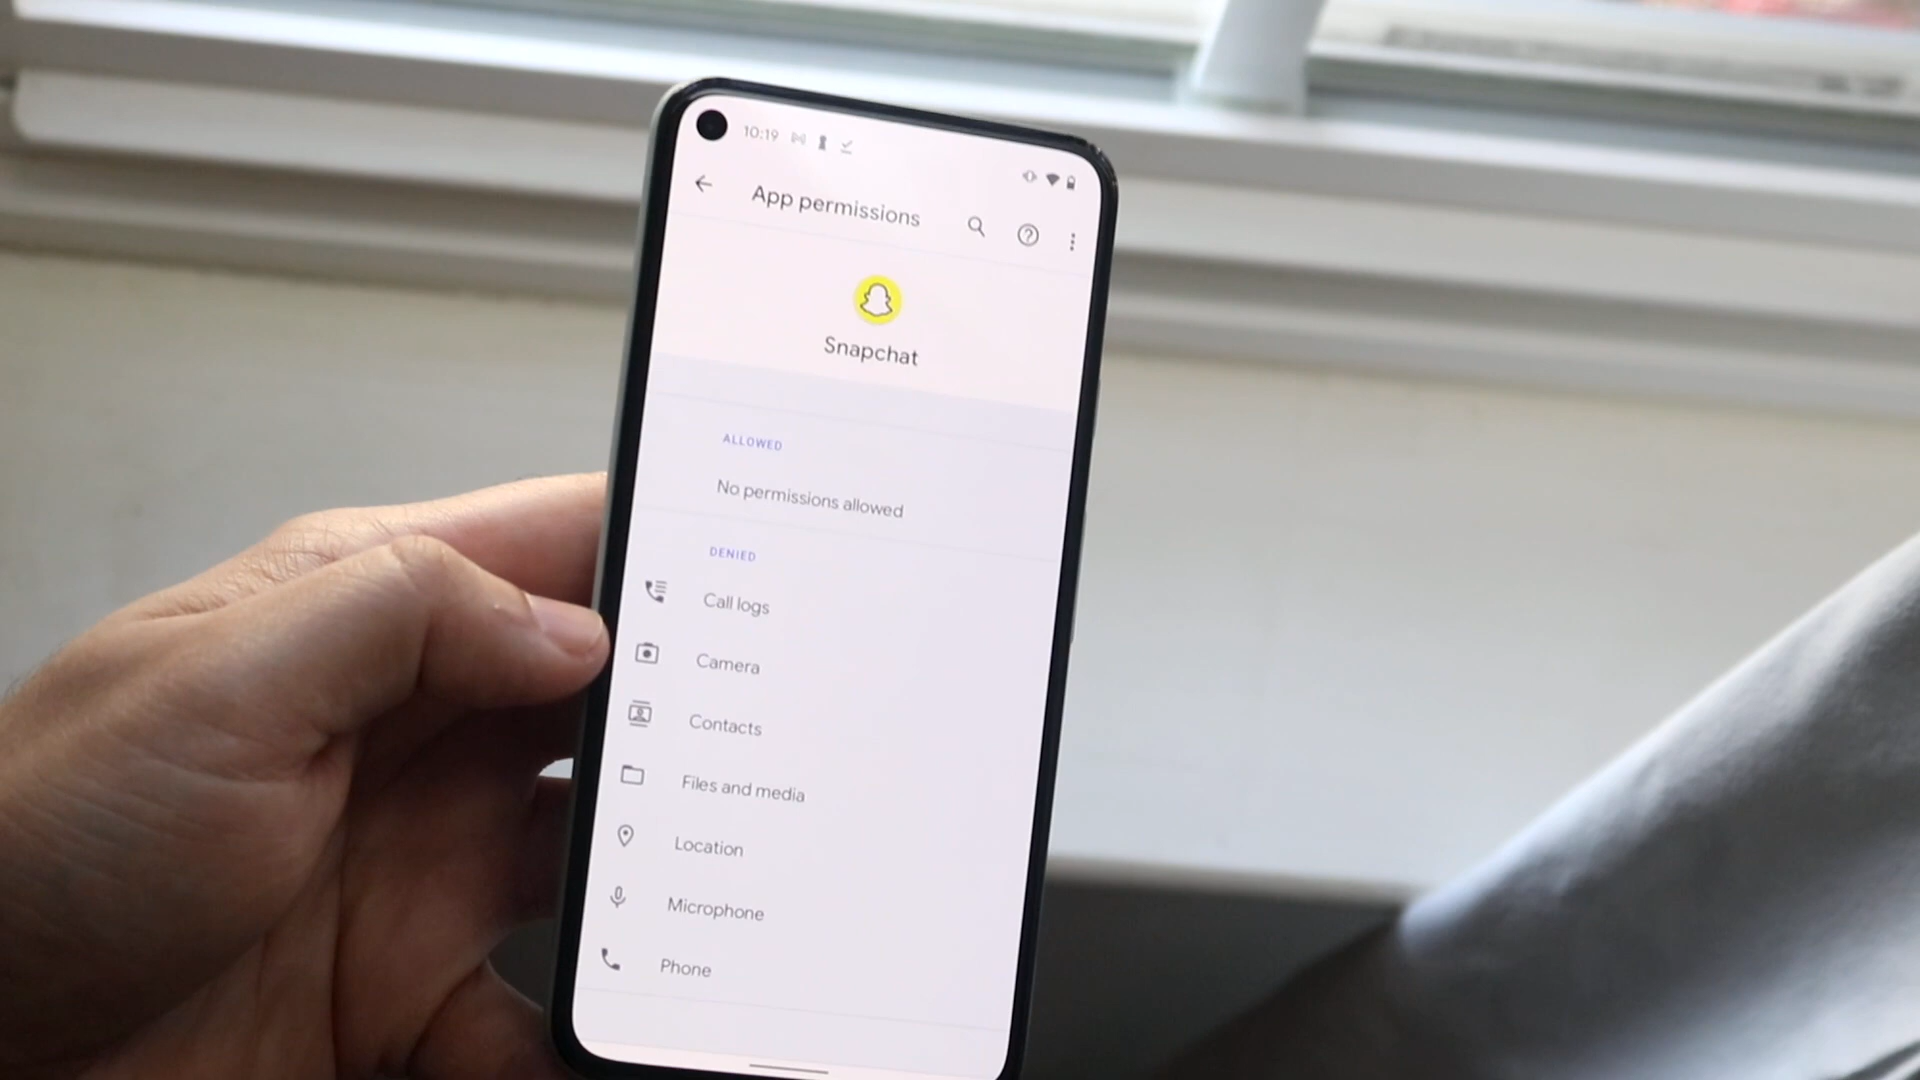 10:19
App permissions
Snapchat
ALLOWED
No permissions allowed
DENIED
Call logs
Camera
Contacts
Files and media
Location
Microphone
Phone